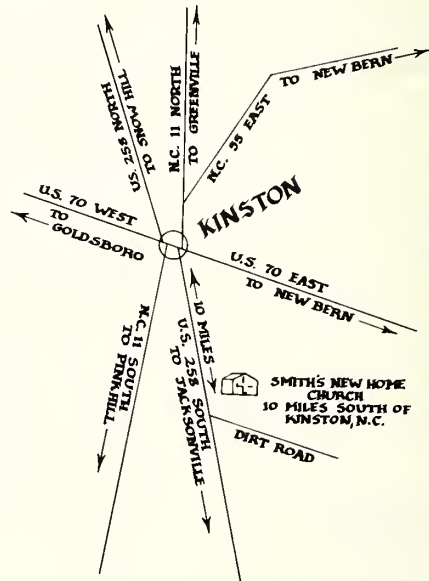 U.S. 258 NORTH
TO SNOW HILL
N.C. 11 NORTH
TO GREENVILLE
N.C. 55 EAST
TO NEW BERN
U.S. 70 WEST
TO
GOLDSBORO
KINSTON
U.S. 70 EAST
TO NEW BERN
N.C. 11 SOUTH
TO PINK HILL
10 MILES
U.S. 258 SOUTH
TO JACKSONVILLE
SMITH'S NEW HOME
CHURCH
10 MILES SOUTH OF
KINSTON, N.C.
DIRT ROAD